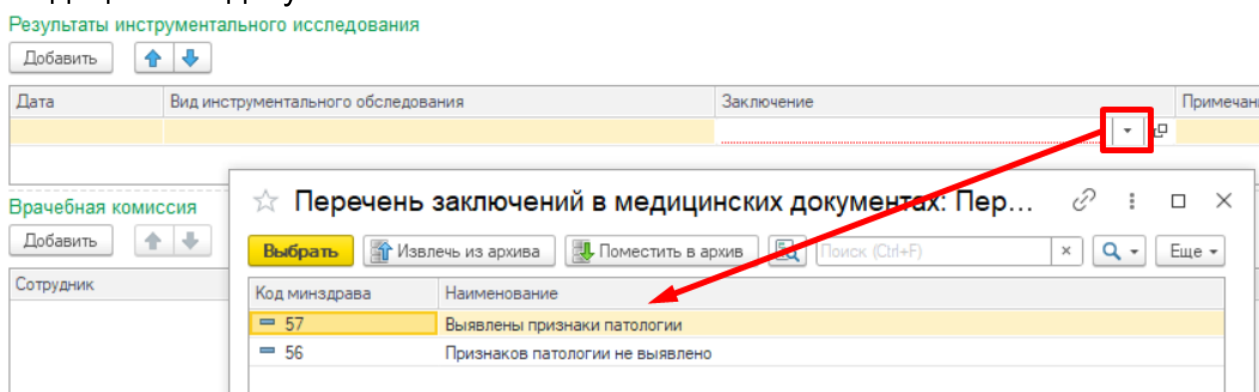 Результаты инструментального исследования
Добавить
Дата Вид инструментального обследования Заключение Примечан
Врачебная комиссия
Добавить
Сотрудник
Перечень заключений в медицинских документах: Пер...
Выбрать Извлечь из архива Поместить в архив Поиск (Ctrl+F) × Еще
Код минздрава Наименование
57 Выявлены признаки патологии
56 Признаков патологии не выявлено